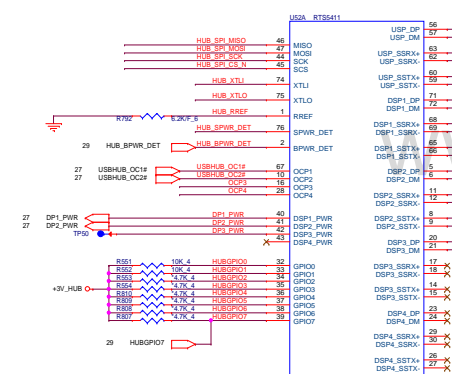 U52A RTS5411
HUB_SPI_MISO 46 MISO
HUB_SPI_MOSI 47 MOSI
HUB_SPI_SCK 44 SCK
HUB_SPI_CS_N 45 SCS
HUB_XTLI 74 XTLI
HUB_XTLO 75 XTLO
R792 6.2K/F_6 HUB_RREF 1 RREF
HUB_SPWR_DET 76 SPWR_DET
29 HUB_BPWR_DET 2 BPWR_DET
27 USBHUB_OC1# USBHUB_OC1# 67 OCP1
27 USBHUB_OC2# USBHUB_OC2# 10 OCP2
OCP3 16 OCP3
OCP4 28 OCP4
27 DP1_PWR DP1_PWR 40 DSP1_PWR
27 DP2_PWR DP2_PWR 41 DSP2_PWR
TP50 DP3_PWR 42 DSP3_PWR
43 DSP4_PWR
R551 10K_4 HUBGPIO0 32 GPIO0
R552 10K_4 HUBGPIO1 33 GPIO1
R553 4.7K_4 HUBGPIO2 34 GPIO2
+3V_HUB R554 4.7K_4 HUBGPIO3 35 GPIO3
R810 4.7K_4 HUBGPIO4 36 GPIO4
R809 4.7K_4 HUBGPIO5 37 GPIO5
R808 4.7K_4 HUBGPIO6 38 GPIO6
R807 4.7K_4 HUBGPIO7 39 GPIO7
29 HUBGPIO7
USP_DP 56
USP_DM 57
USP_SSRX+ 63
USP_SSRX- 62
USP_SSTX+ 60
USP_SSTX- 59
DSP1_DP 71
DSP1_DM 72
DSP1_SSRX+ 68
DSP1_SSRX- 69
DSP1_SSTX+ 65
DSP1_SSTX- 66
DSP2_DP 5
DSP2_DM 6
DSP2_SSRX+ 11
DSP2_SSRX- 12
DSP2_SSTX+ 8
DSP2_SSTX- 9
DSP3_DP 20
DSP3_DM 21
DSP3_SSRX+ 17
DSP3_SSRX- 18
DSP3_SSTX+ 14
DSP3_SSTX- 15
DSP4_DP 23
DSP4_DM 24
DSP4_SSRX+ 29
DSP4_SSRX- 30
DSP4_SSTX+ 26
DSP4_SSTX- 27